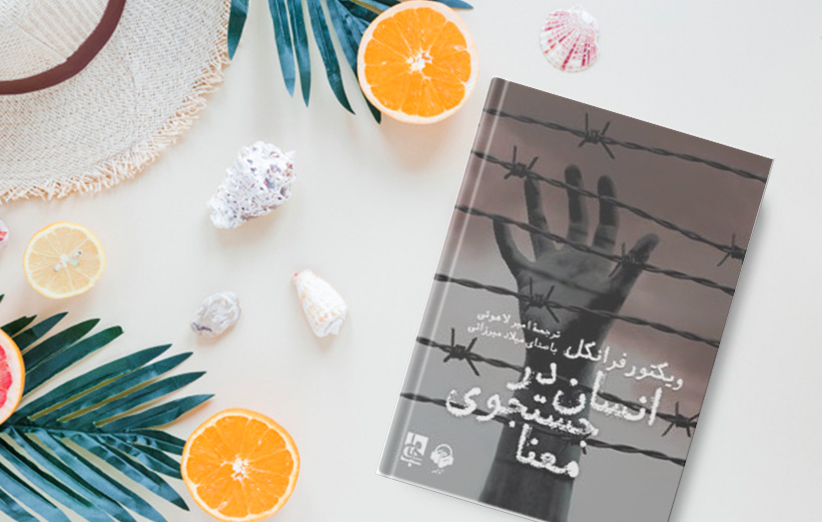 ترجمهٔ امیر لاهوتی
با صدای میلاد میرزائی
ویکتور فرانکل
انسان در
جستجوی
معنا